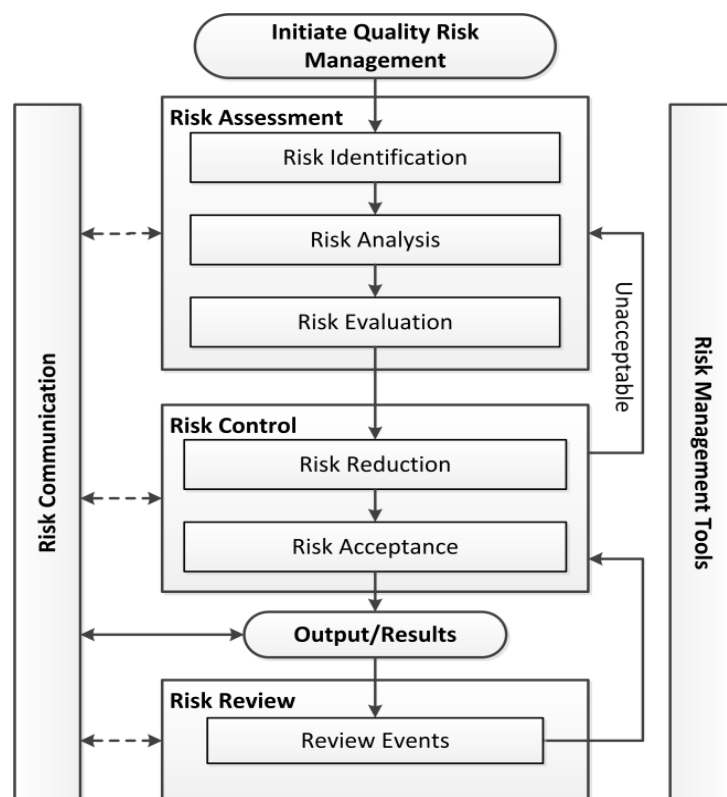 Initiate Quality Risk
Management
Risk Assessment
Risk Identification
Risk Analysis
Risk Evaluation
Unacceptable
Risk Communication
Risk Management Tools
Risk Control
Risk Reduction
Risk Acceptance
Output/Results
Risk Review
Review Events